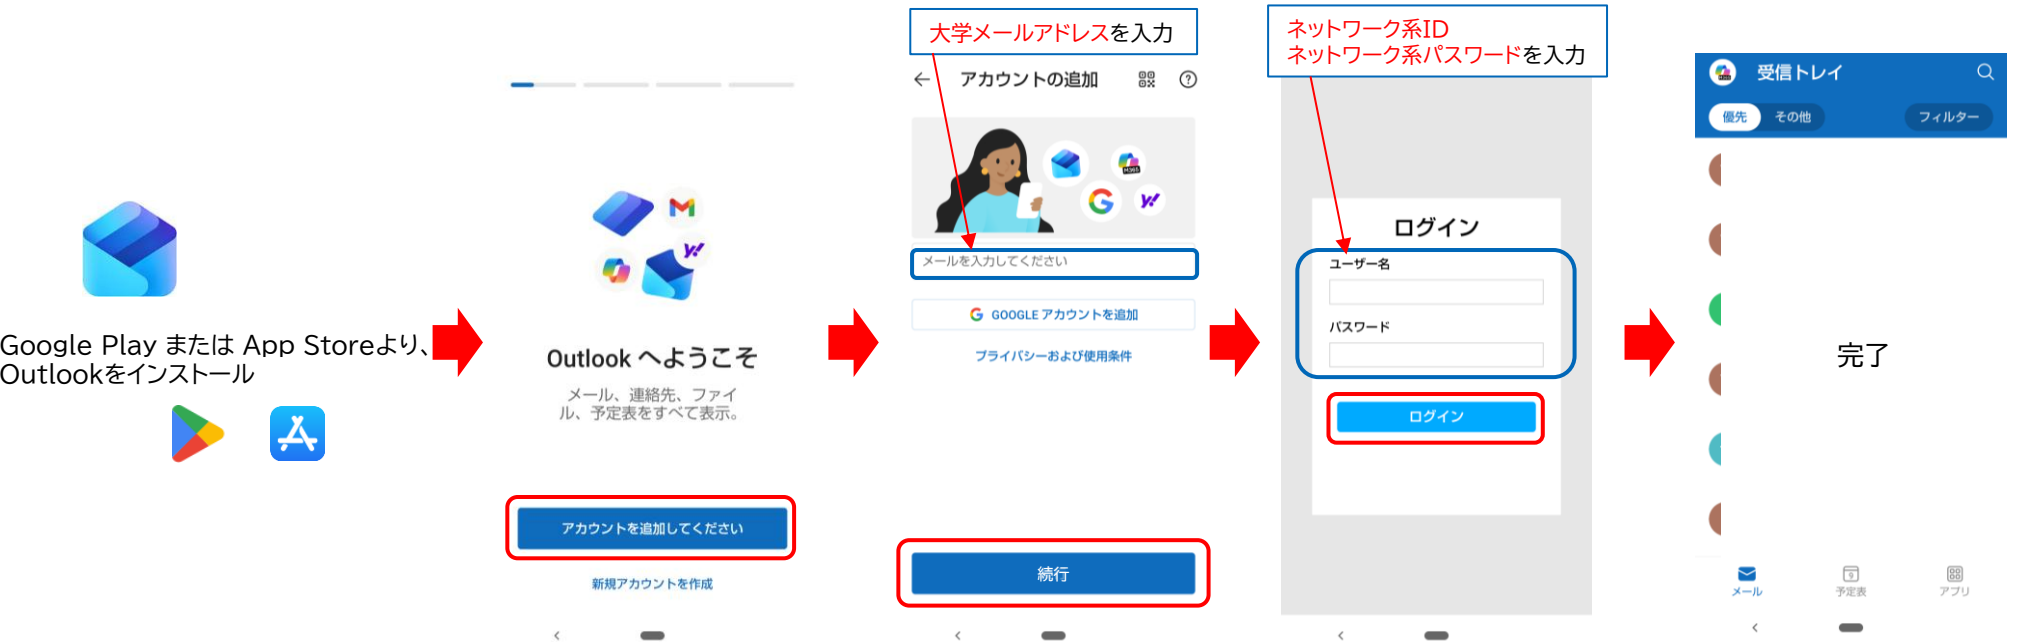 Google Play または App Storeより、
Outlookをインストール
Outlook へようこそ
メール、連絡先、ファイ
ル、予定表をすべて表示。
アカウントを追加してください
新規アカウントを作成
大学メールアドレスを入力
アカウントの追加
メールを入力してください
GOOGLE アカウントを追加
プライバシーおよび使用条件
続行
ネットワーク系ID
ネットワーク系パスワードを入力
ログイン
ユーザー名
パスワード
ログイン
受信トレイ
優先 その他 フィルター
完了
メール 予定表 アプリ